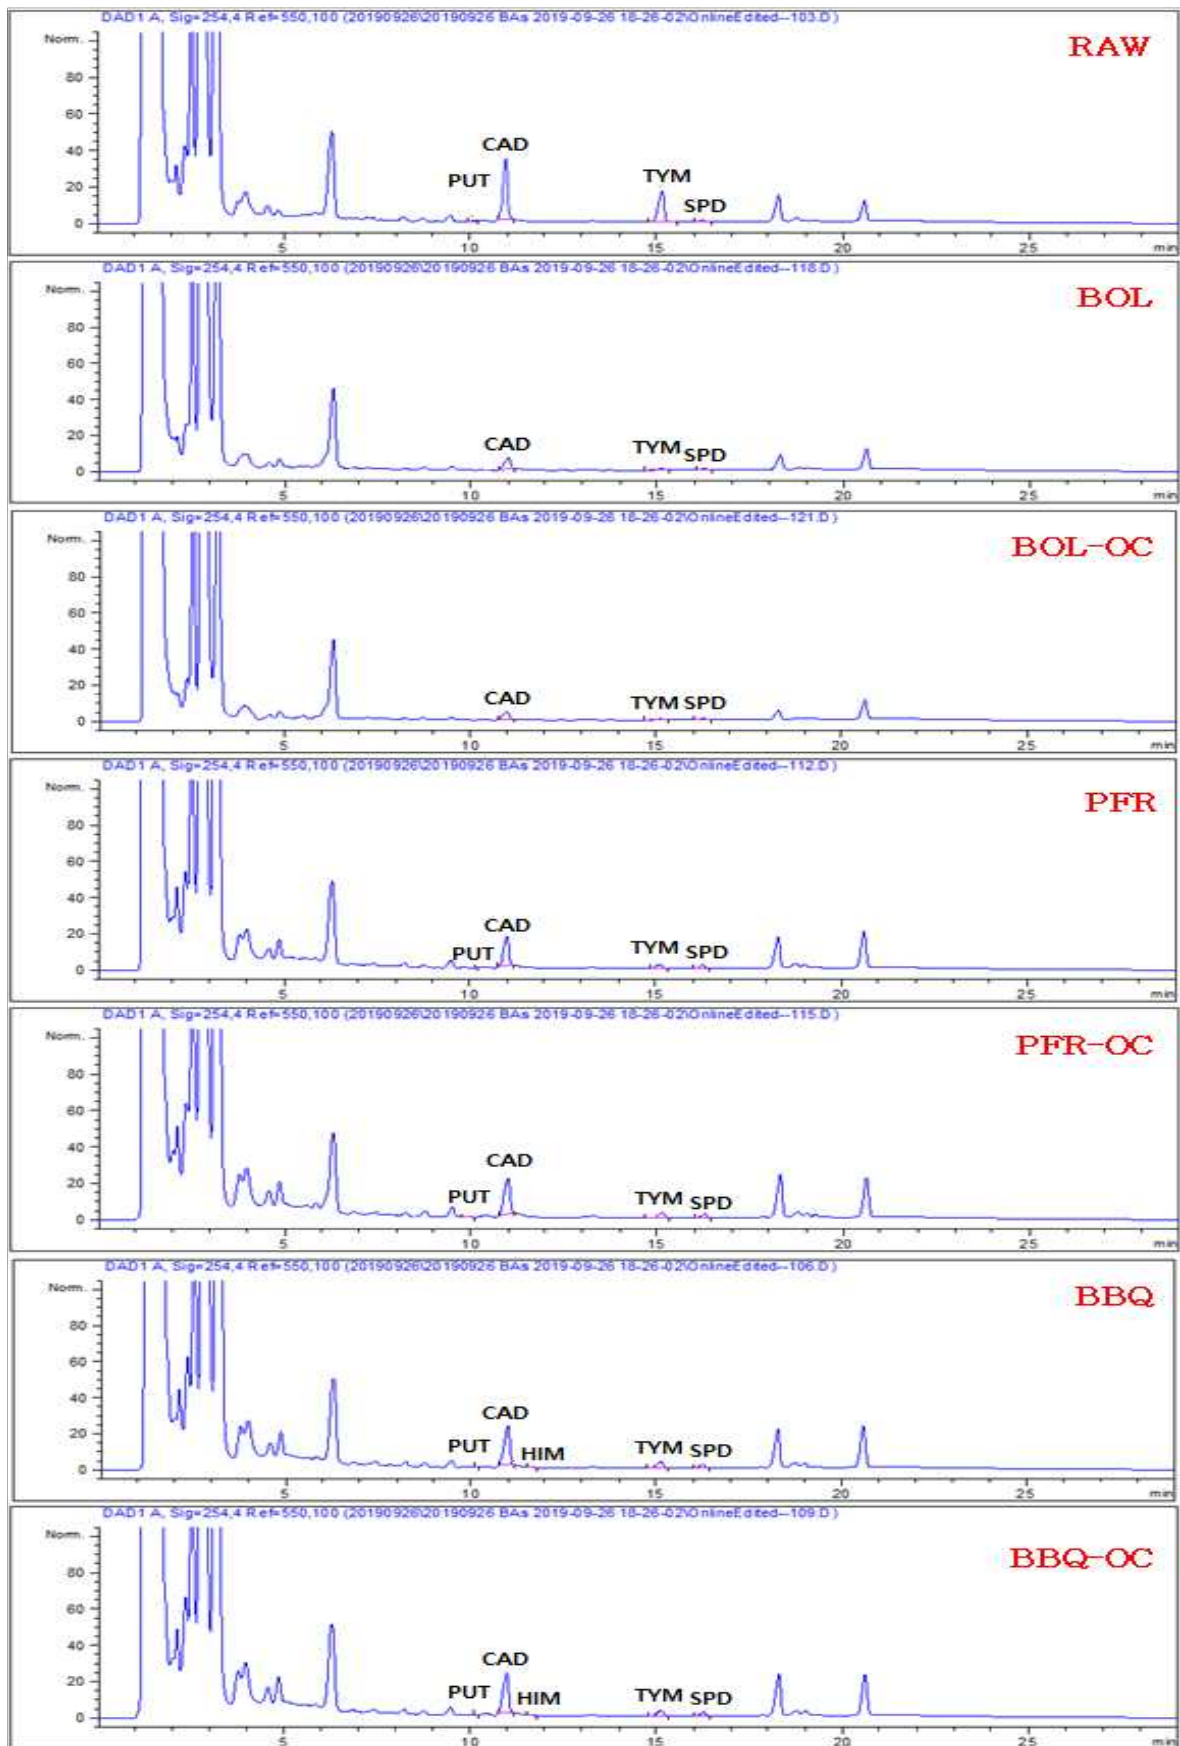 DAD1 A, Sig=254,4 Ref=550,100 (20190926\20190926 BAs 2019-09-26 18-26-02\OnlineEdited--103.D)
Norm.
RAW
80
60
40
CAD
PUT
TYM
20
SPD
0
5 10 15 20 25 min
DAD1 A, Sig=254,4 Ref=550,100 (20190926\20190926 BAs 2019-09-26 18-26-02\OnlineEdited--118.D)
Norm.
BOL
80
60
40
20
CAD TYM SPD
0
5 10 15 20 25 min
DAD1 A, Sig=254,4 Ref=550,100 (20190926\20190926 BAs 2019-09-26 18-26-02\OnlineEdited--121.D)
Norm.
BOL-OC
80
60
40
20
CAD TYM SPD
0
5 10 15 20 25 min
DAD1 A, Sig=254,4 Ref=550,100 (20190926\20190926 BAs 2019-09-26 18-26-02\OnlineEdited--112.D)
Norm.
PFR
80
60
40
20
CAD
PUT TYM SPD
0
5 10 15 20 25 min
DAD1 A, Sig=254,4 Ref=550,100 (20190926\20190926 BAs 2019-09-26 18-26-02\OnlineEdited--115.D)
Norm.
PFR-OC
80
60
40
CAD
20
PUT TYM SPD
0
5 10 15 20 25 min
DAD1 A, Sig=254,4 Ref=550,100 (20190926\20190926 BAs 2019-09-26 18-26-02\OnlineEdited--106.D)
Norm.
BBQ
80
60
40
CAD
20
PUT HIM TYM SPD
0
5 10 15 20 25 min
DAD1 A, Sig=254,4 Ref=550,100 (20190926\20190926 BAs 2019-09-26 18-26-02\OnlineEdited--109.D)
Norm.
BBQ-OC
80
60
40
CAD
20
PUT HIM TYM SPD
0
5 10 15 20 25 min